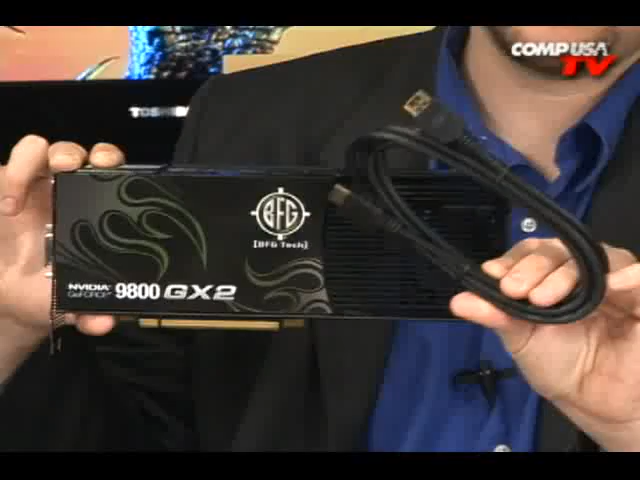 COMPUSA
TV
TOSHIBA
BFG
[BFG Tech]
NVIDIA
GEFORCE 9800 GX2